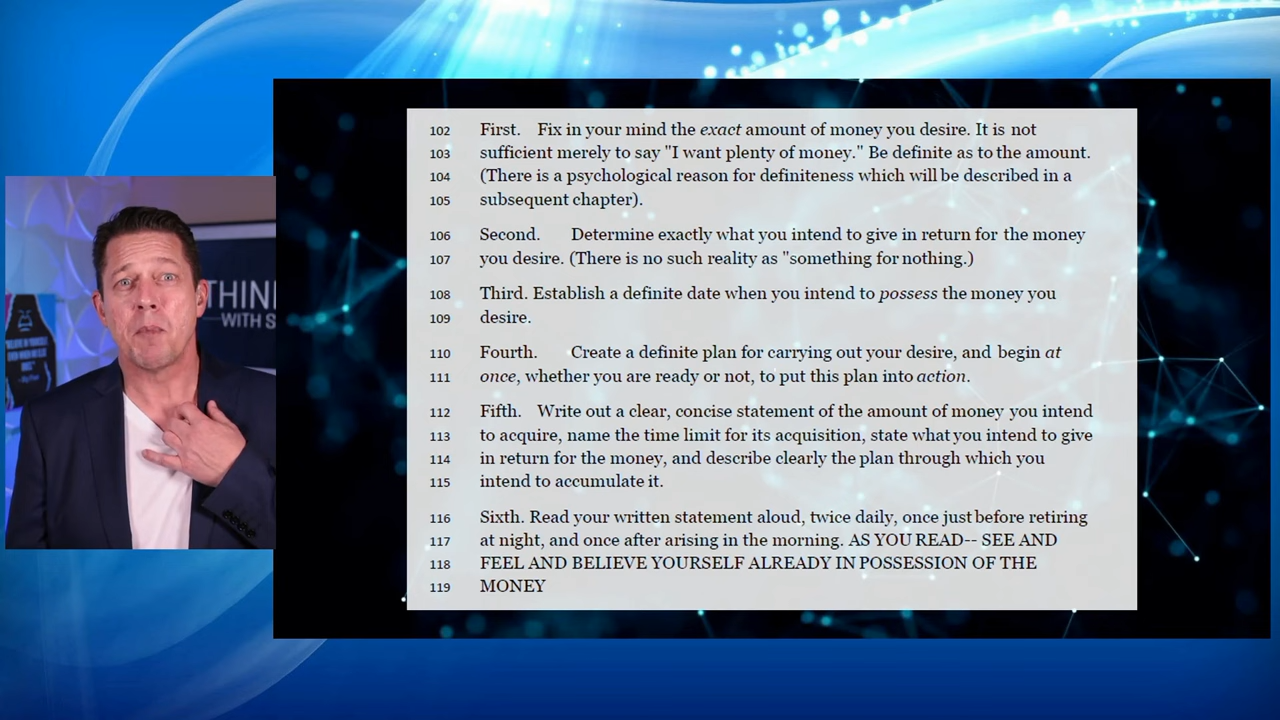 THIN
WITH S
102 First. Fix in your mind the exact amount of money you desire. It is not
103 sufficient merely to say "I want plenty of money." Be definite as to the amount.
104 (There is a psychological reason for definiteness which will be described in a
105 subsequent chapter).
106 Second. Determine exactly what you intend to give in return for the money
107 you desire. (There is no such reality as "something for nothing.)
108 Third. Establish a definite date when you intend to possess the money you
109 desire.
110 Fourth. Create a definite plan for carrying out your desire, and begin at
111 once, whether you are ready or not, to put this plan into action.
112 Fifth. Write out a clear, concise statement of the amount of money you intend
113 to acquire, name the time limit for its acquisition, state what you intend to give
114 in return for the money, and describe clearly the plan through which you
115 intend to accumulate it.
116 Sixth. Read your written statement aloud, twice daily, once just before retiring
117 at night, and once after arising in the morning. AS YOU READ-- SEE AND
118 FEEL AND BELIEVE YOURSELF ALREADY IN POSSESSION OF THE
119 MONEY